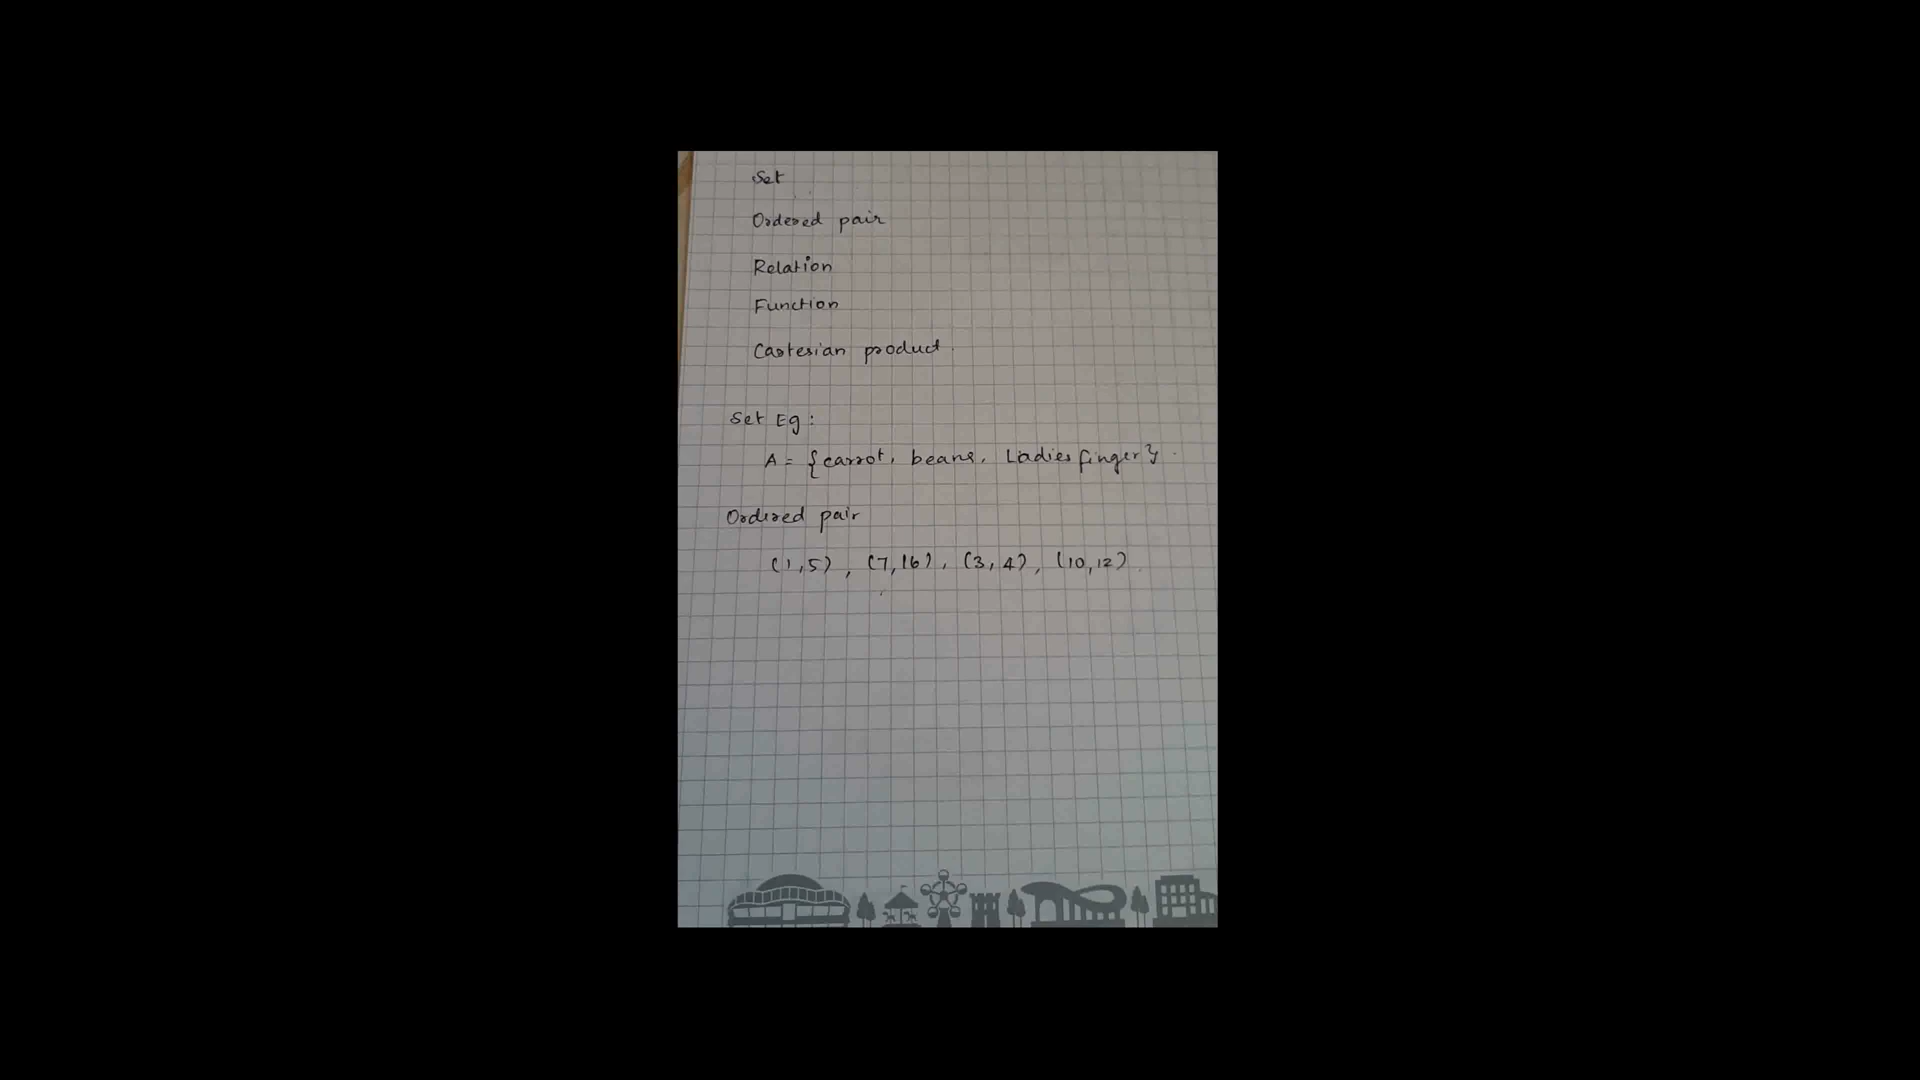 Set
Ordered pair
Relation
Function
Cartesian product.
Set Eg:
A = {carrot, beans, Ladies finger}.
Ordered pair
(1,5), (7,16), (3,4), (10,12)